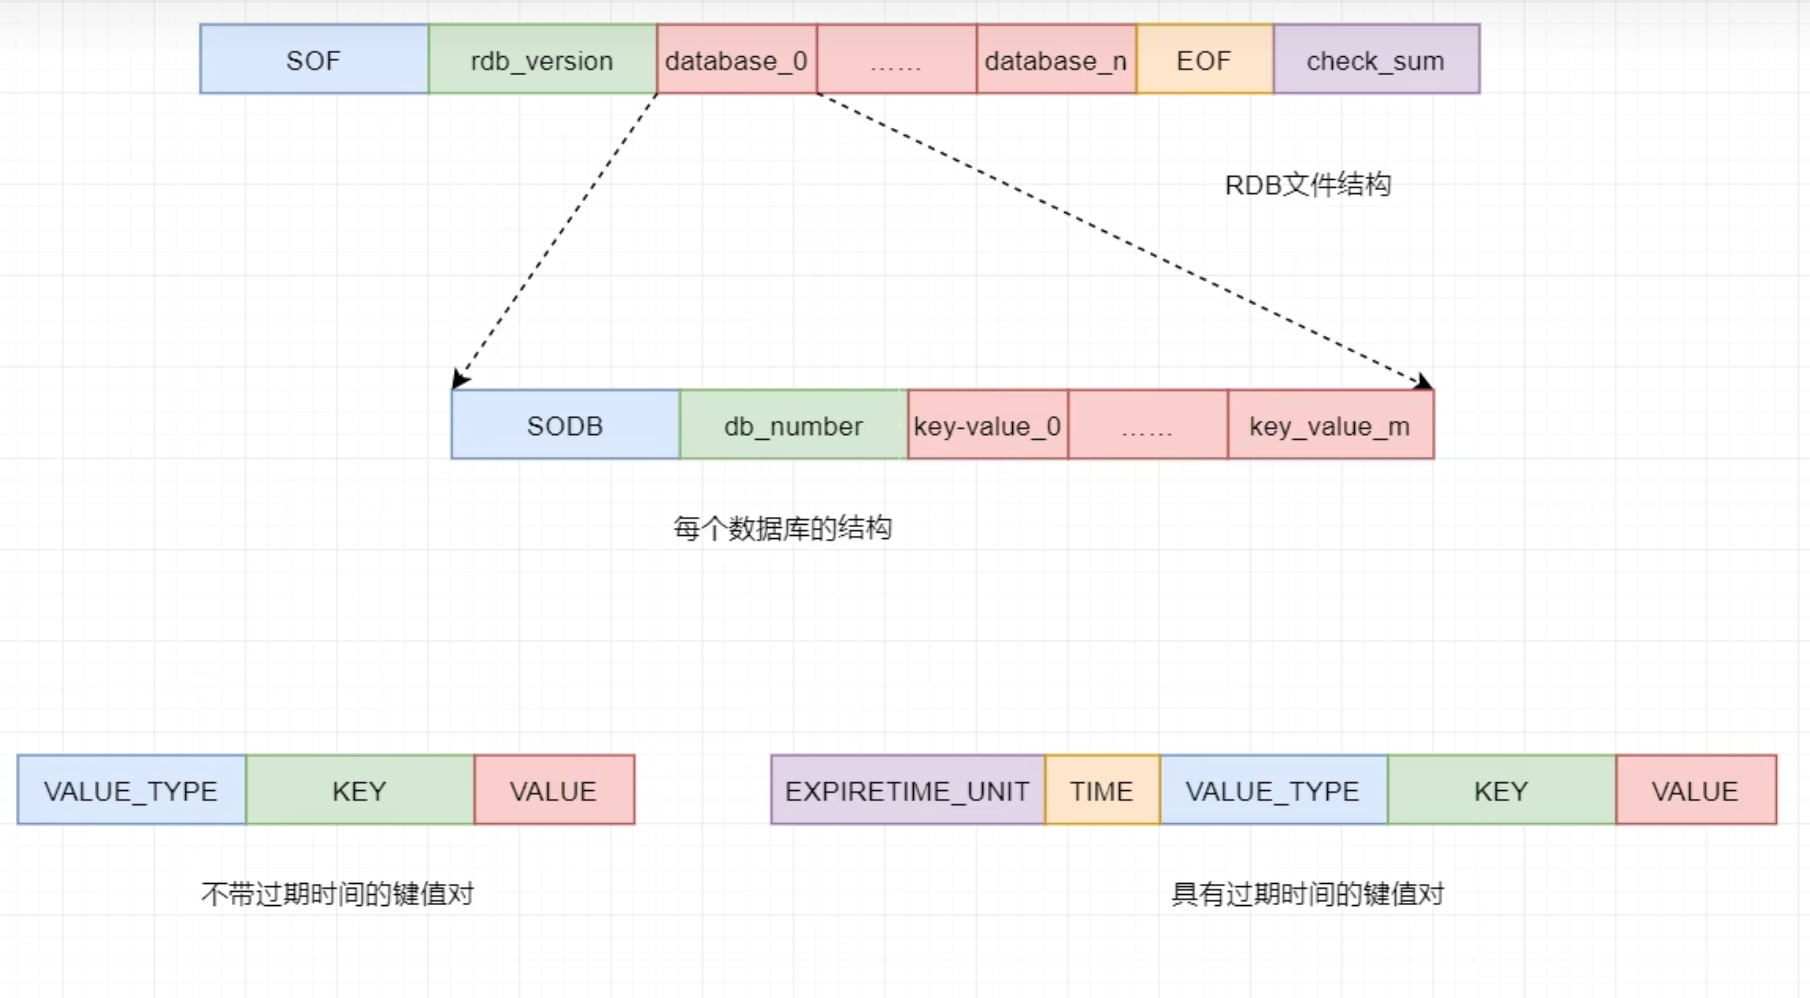 SOF rdb_version database_0 …… database_n EOF check_sum
RDB文件结构
SODB db_number key-value_0 …… key_value_m
每个数据库的结构
VALUE_TYPE KEY VALUE
EXPIRETIME_UNIT TIME VALUE_TYPE KEY VALUE
不带过期时间的键值对
具有过期时间的键值对